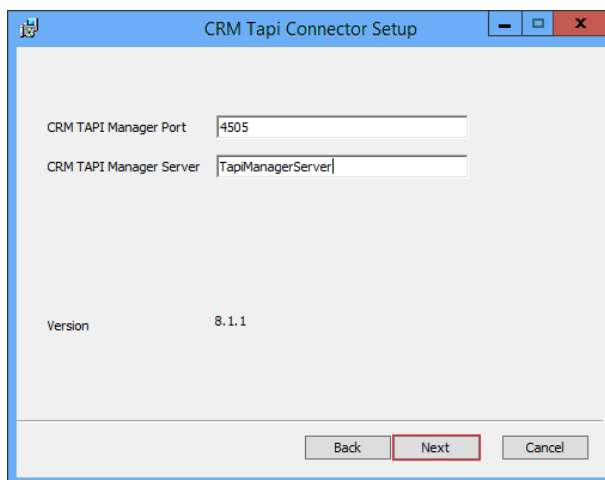 CRM Tapi Connector Setup
CRM TAPI Manager Port 4505
CRM TAPI Manager Server TapiManagerServer
Version 8.1.1
Back Next Cancel